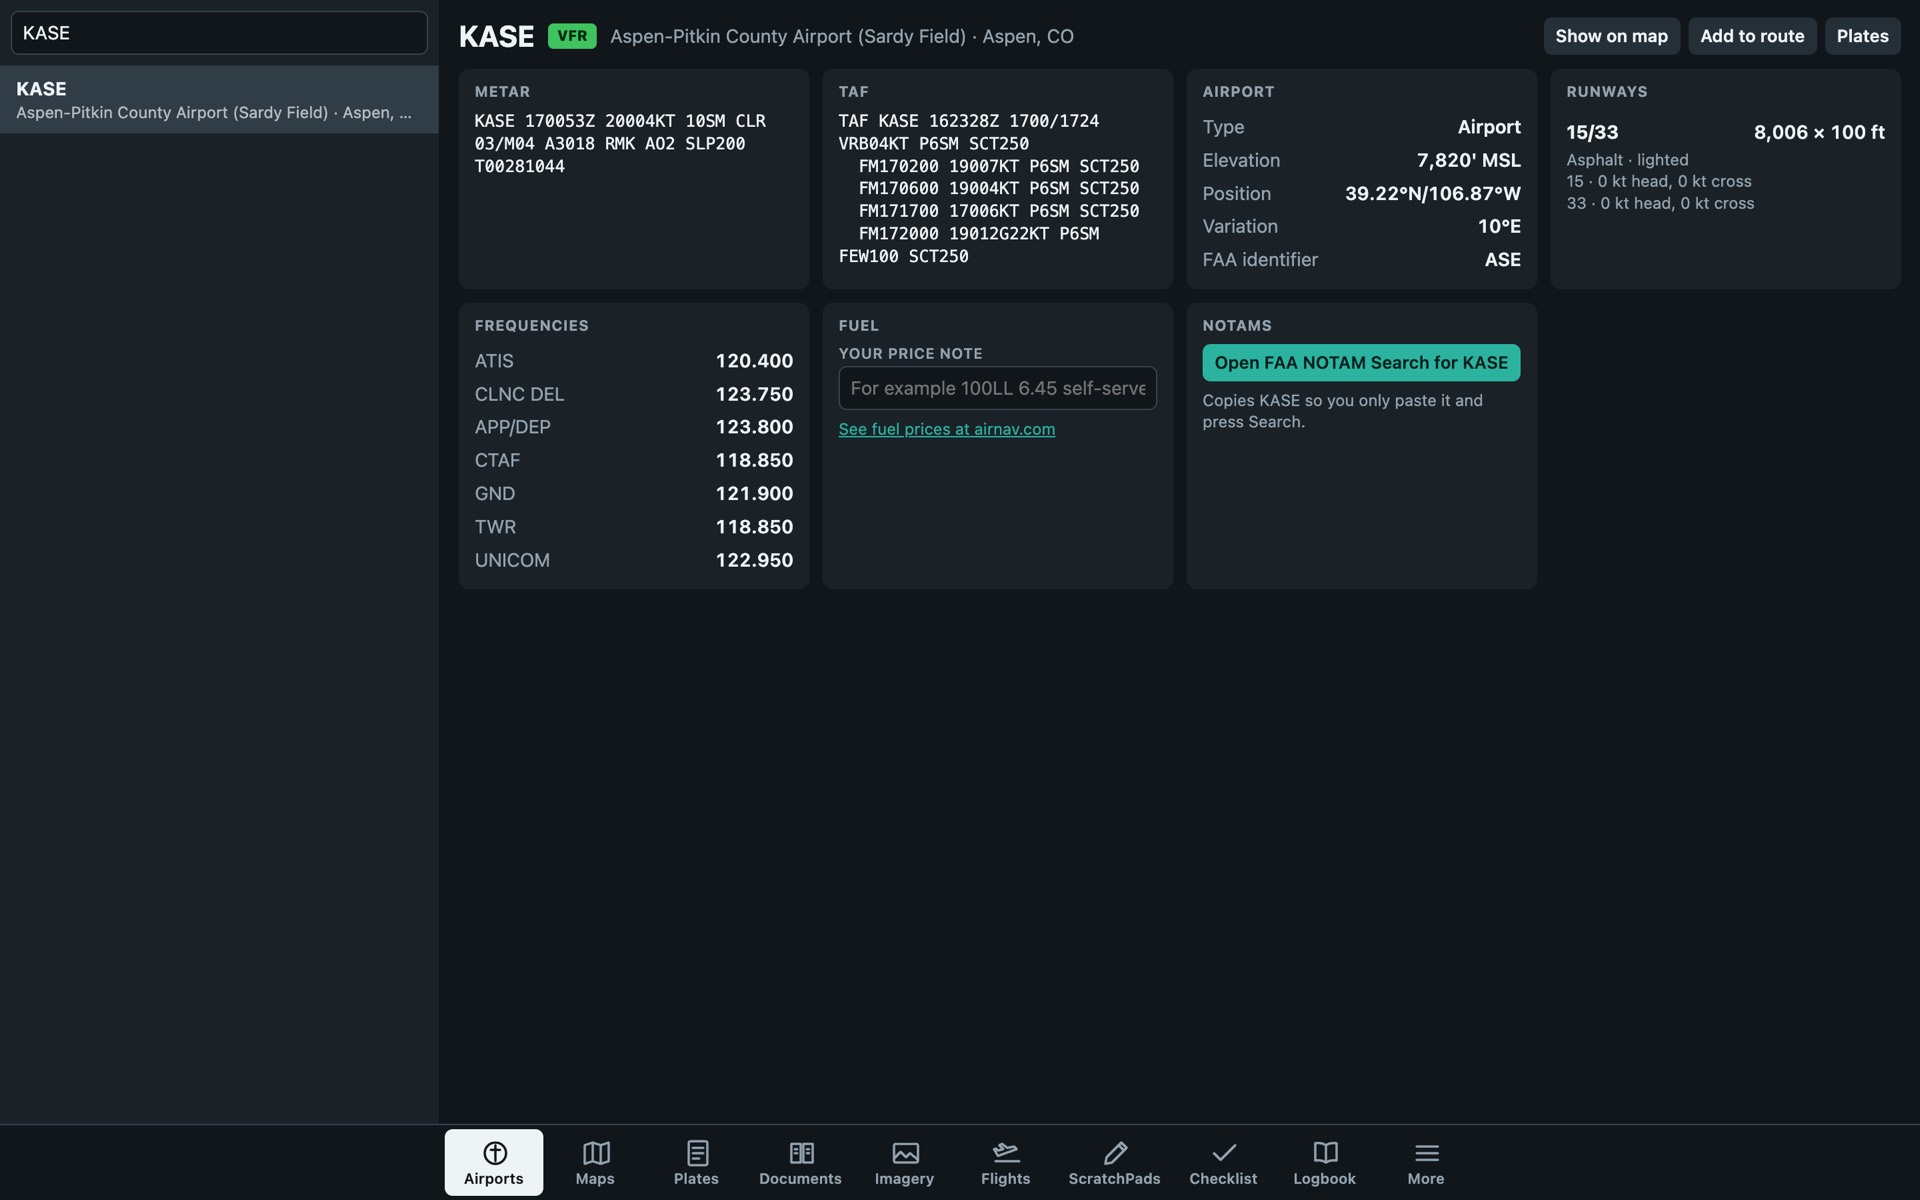 KASE
KASE
Aspen-Pitkin County Airport (Sardy Field) · Aspen, ...
KASE VFR Aspen-Pitkin County Airport (Sardy Field) · Aspen, CO
Show on map Add to route Plates
METAR
KASE 170053Z 20004KT 10SM CLR
03/M04 A3018 RMK AO2 SLP200
T00281044
TAF
TAF KASE 162328Z 1700/1724
VRB04KT P6SM SCT250
FM170200 19007KT P6SM SCT250
FM170600 19004KT P6SM SCT250
FM171700 17006KT P6SM SCT250
FM172000 19012G22KT P6SM
FEW100 SCT250
AIRPORT
Type Airport
Elevation 7,820' MSL
Position 39.22°N/106.87°W
Variation 10°E
FAA identifier ASE
RUNWAYS
15/33 8,006 × 100 ft
Asphalt · lighted
15 · 0 kt head, 0 kt cross
33 · 0 kt head, 0 kt cross
FREQUENCIES
ATIS 120.400
CLNC DEL 123.750
APP/DEP 123.800
CTAF 118.850
GND 121.900
TWR 118.850
UNICOM 122.950
FUEL
YOUR PRICE NOTE
For example 100LL 6.45 self-serve
See fuel prices at airnav.com
NOTAMS
Open FAA NOTAM Search for KASE
Copies KASE so you only paste it and
press Search.
Airports Maps Plates Documents Imagery Flights ScratchPads Checklist Logbook More